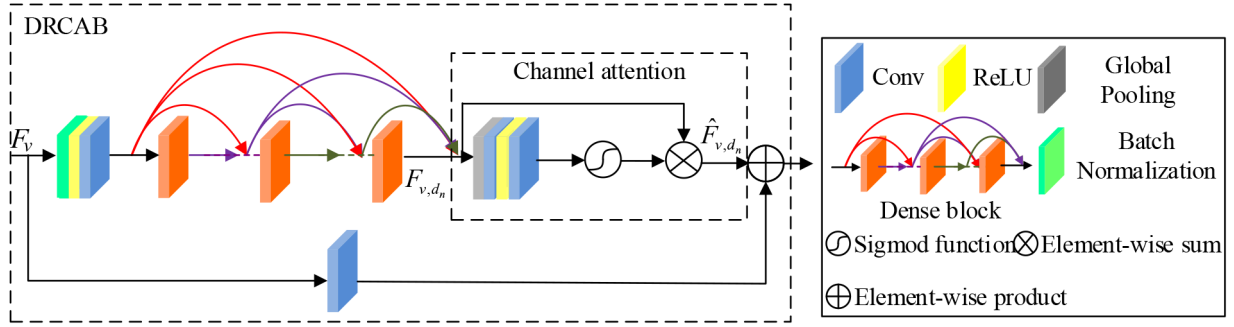 DRCAB
Channel attention
F_v
F_{v,d_n}
\hat{F}_{v,d_n}
Conv
ReLU
Global
Pooling
Batch
Normalization
Dense block
Sigmod function
Element-wise sum
Element-wise product